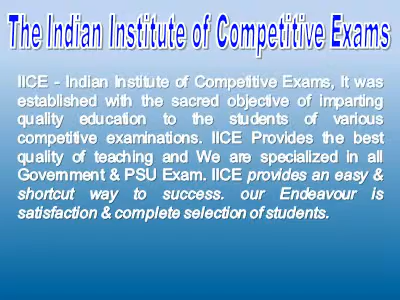 The Indian Institute of Competitive Exams
IICE - Indian Institute of Competitive Exams, It was
established with the sacred objective of imparting
quality education to the students of various
competitive examinations. IICE Provides the best
quality of teaching and We are specialized in all
Government & PSU Exam. IICE provides an easy &
shortcut way to success. our Endeavour is
satisfaction & complete selection of students.